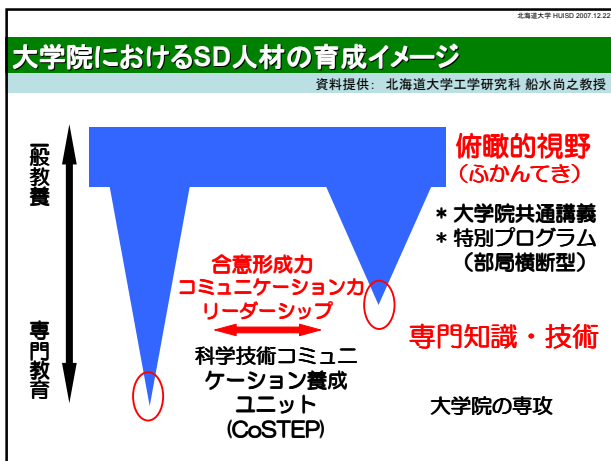 北海道大学 HUISD 2007.12.22
大学院におけるSD人材の育成イメージ
資料提供： 北海道大学工学研究科 船水尚之教授
一般教養
専門教育
俯瞰的視野
（ふかんてき）
* 大学院共通講義
* 特別プログラム
（部局横断型）
合意形成力
コミュニケーション力
リーダーシップ
科学技術コミュニ
ケーション養成
ユニット
(CoSTEP)
専門知識・技術
大学院の専攻